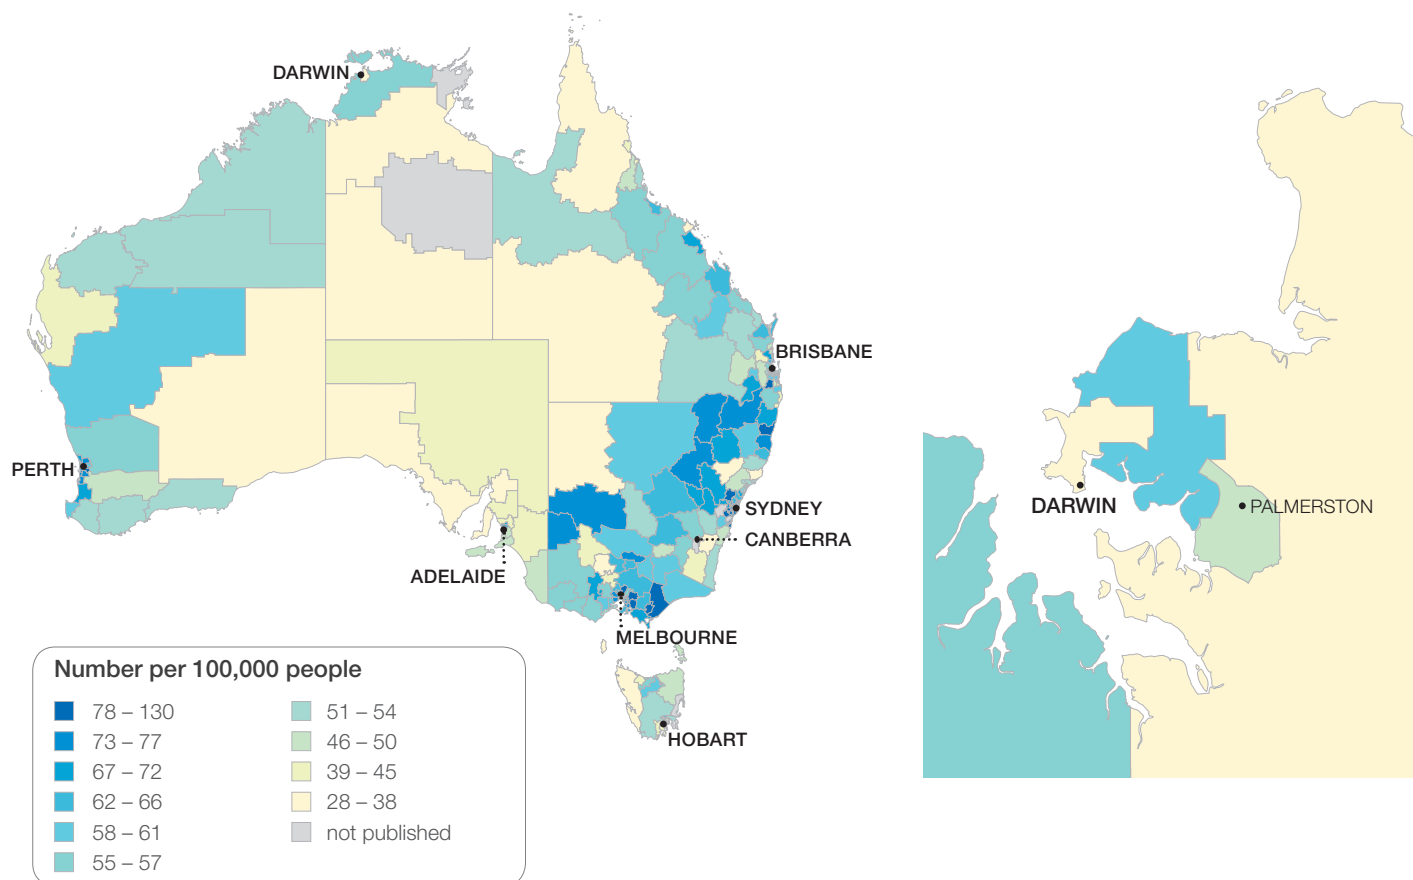 DARWIN
BRISBANE
PERTH
SYDNEY
CANBERRA
ADELAIDE
MELBOURNE
HOBART
Number per 100,000 people
78 – 130
73 – 77
67 – 72
62 – 66
58 – 61
55 – 57
51 – 54
46 – 50
39 – 45
28 – 38
not published
DARWIN
PALMERSTON